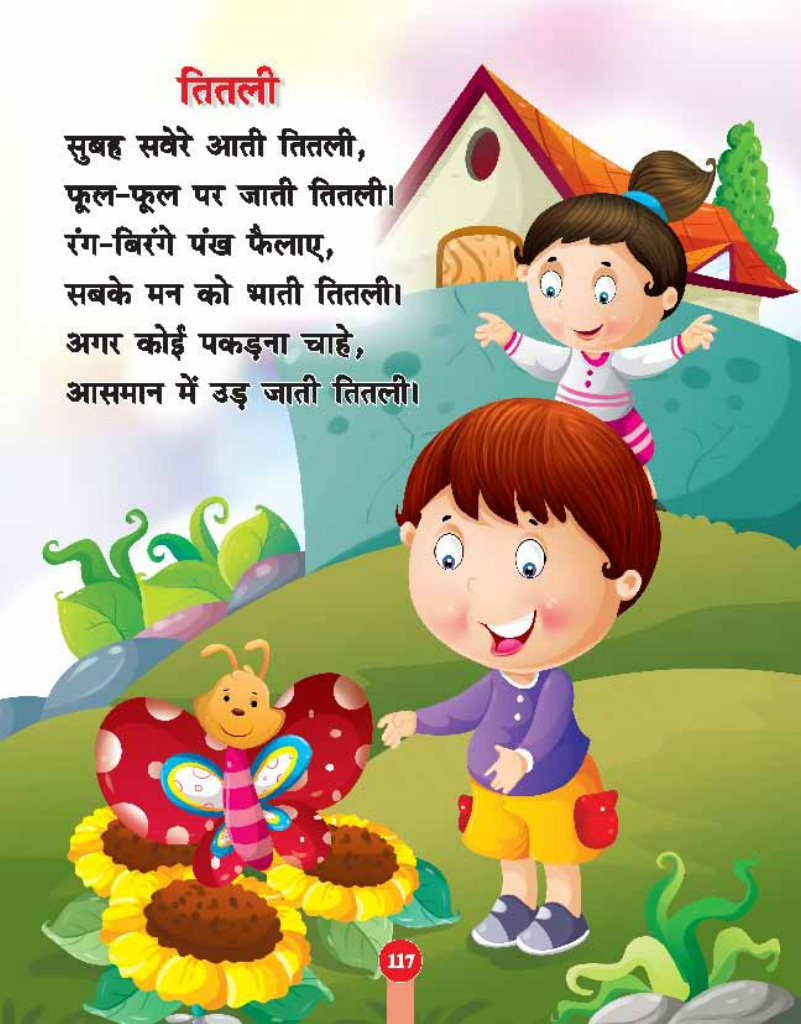 तितली
सुबह सवेरे आती तितली,
फूल-फूल पर जाती तितली।
रंग-बिरंगे पंख फैलाए,
सबके मन को भाती तितली।
अगर कोई पकड़ना चाहे,
आसमान में उड़ जाती तितली।
117